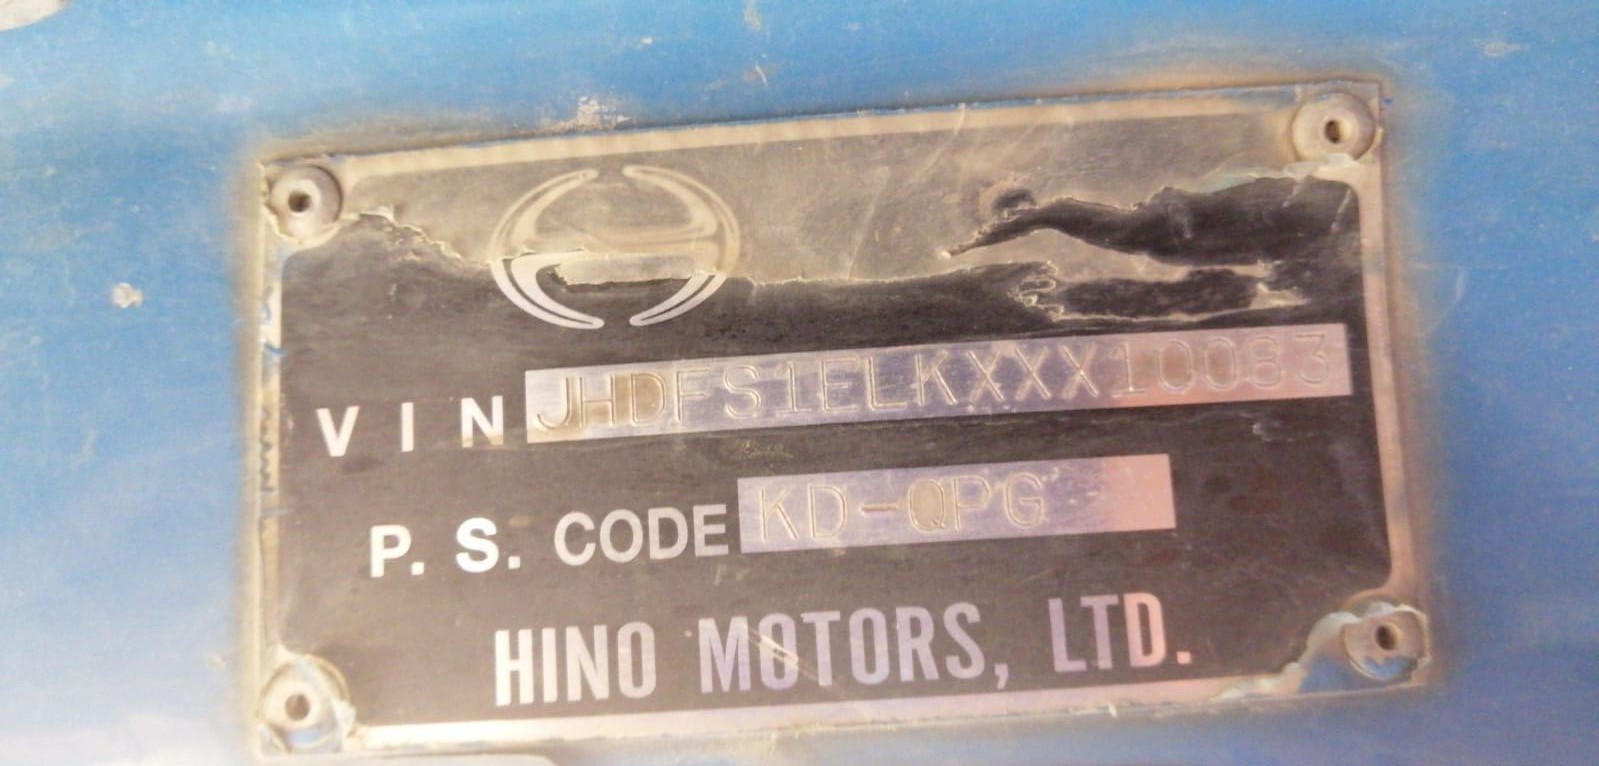 VIN JHDFS1ELKXXX10083
P. S. CODE KD-QPG
HINO MOTORS, LTD.